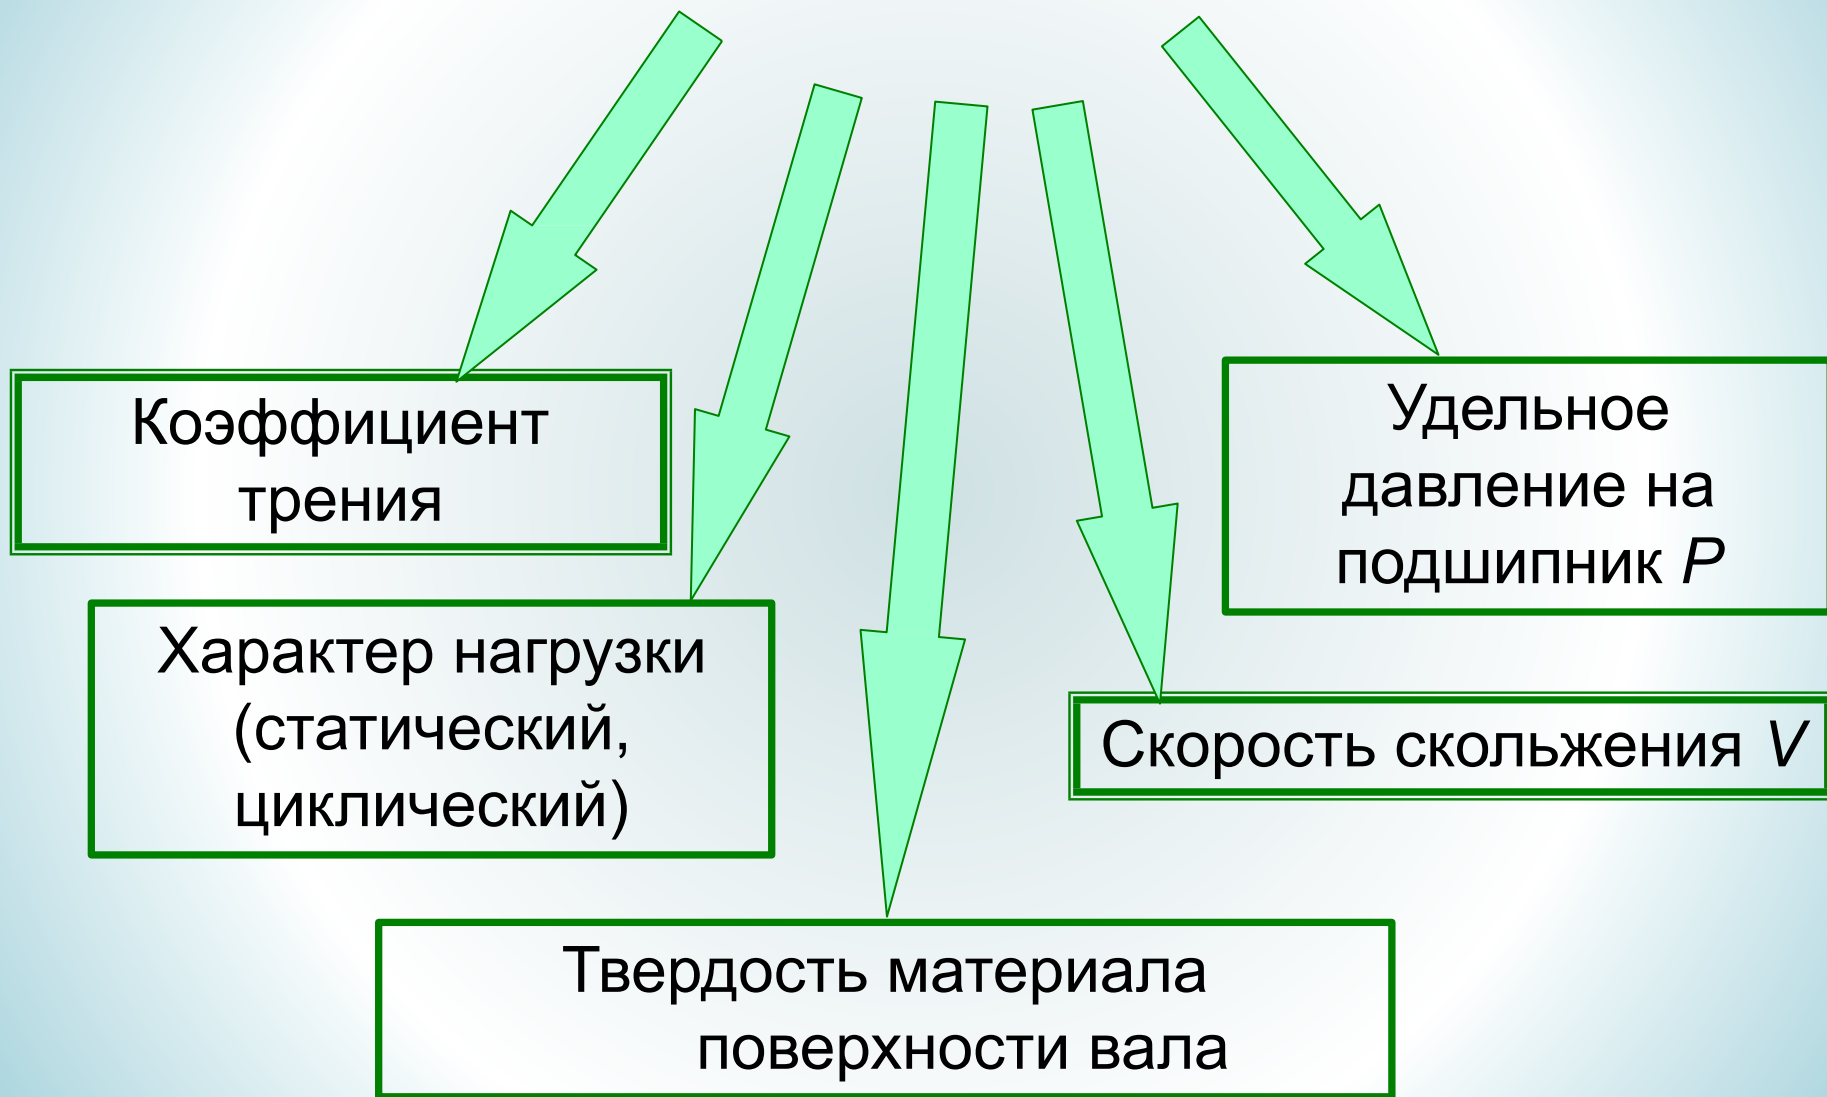 Коэффициент
трения
Характер нагрузки
(статический,
циклический)
Твердость материала
поверхности вала
Скорость скольжения V
Удельное
давление на
подшипник P